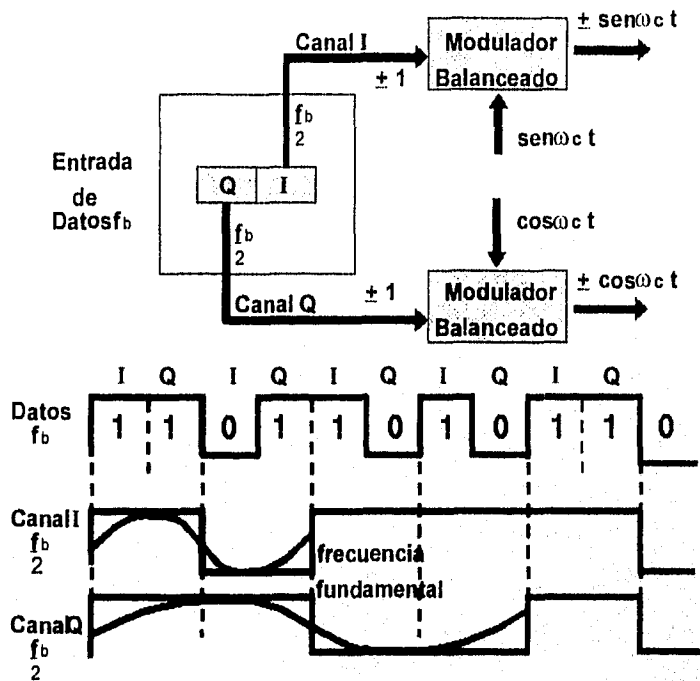 Canal I
± 1
Modulador
Balanceado
± senωc t
fb
2
senωc t
Entrada
de
Datosfb
Q I
cosωc t
fb
2
Canal Q
± 1
Modulador
Balanceado
± cosωc t
I Q I Q I Q I Q I Q
Datos
fb
1 1 0 1 1 0 1 0 1 1 0
Canal I
fb
2
frecuencia
fundamental
Canal Q
fb
2